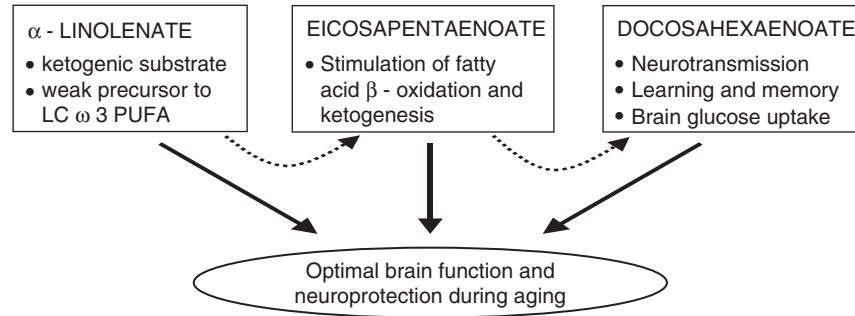 α - LINOLENATE
• ketogenic substrate
• weak precursor to
LC ω 3 PUFA
EICOSAPENTAENOATE
• Stimulation of fatty
acid β - oxidation and
ketogenesis
DOCOSAHEXAENOATE
• Neurotransmission
• Learning and memory
• Brain glucose uptake
Optimal brain function and
neuroprotection during aging